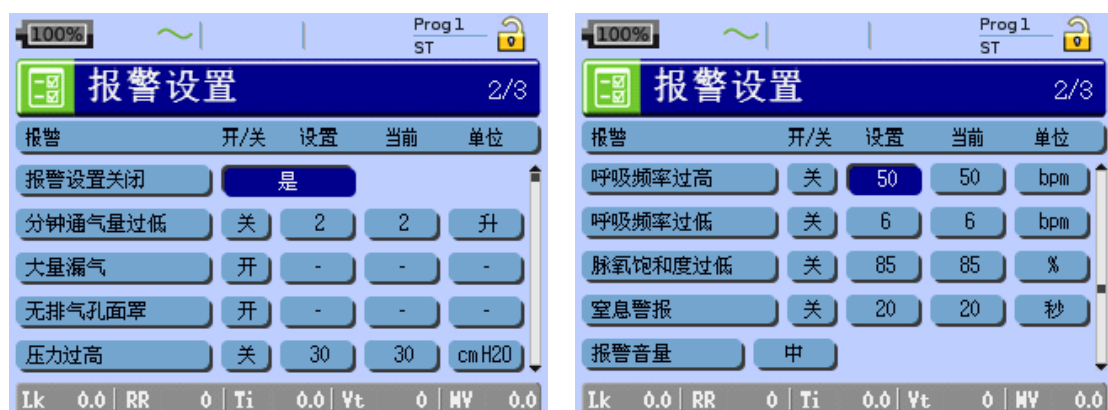 100% Prog1
ST
报警设置 2/3
报警 开/关 设置 当前 单位
报警设置关闭 是
分钟通气量过低 关 2 2 升
大量漏气 开 - - -
无排气孔面罩 开 - - -
压力过高 关 30 30 cmH2O
Lk 0.0 RR 0 Ti 0.0 Vt 0 MV 0.0
100% Prog1
ST
报警设置 2/3
报警 开/关 设置 当前 单位
呼吸频率过高 关 50 50 bpm
呼吸频率过低 关 6 6 bpm
脉氧饱和度过低 关 85 85 %
窒息警报 关 20 20 秒
报警音量 中
Lk 0.0 RR 0 Ti 0.0 Vt 0 MV 0.0